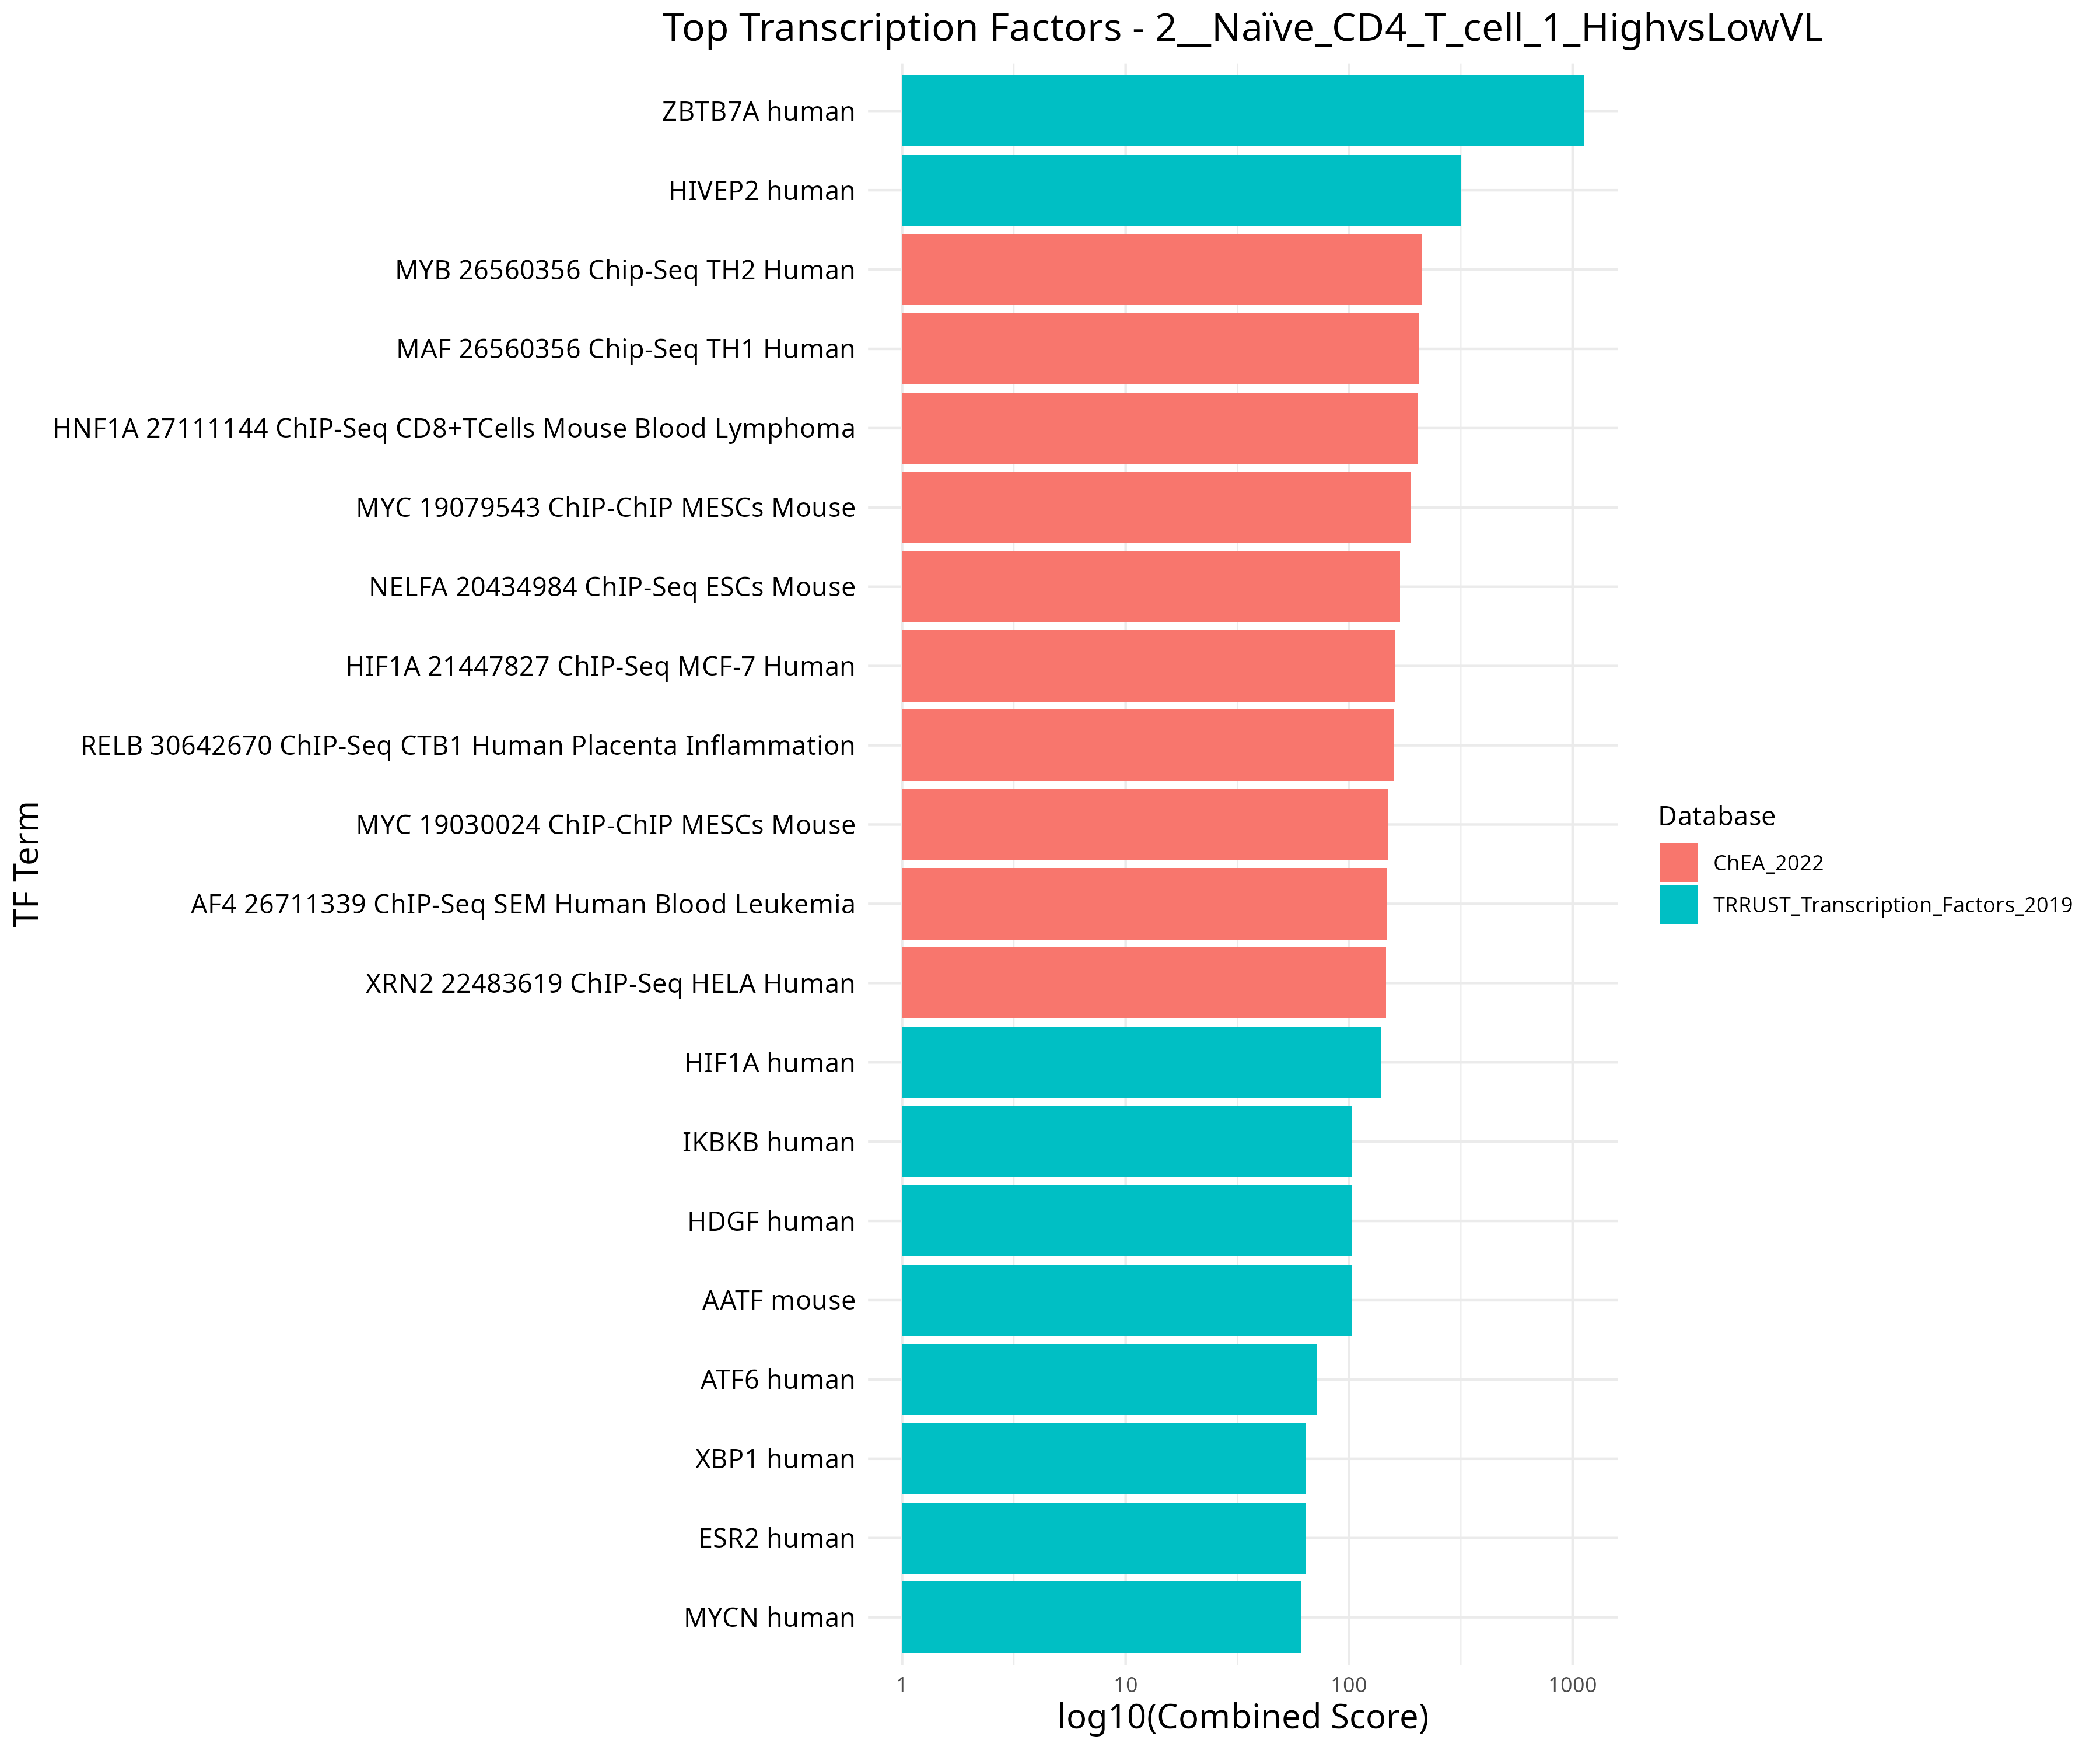 Top Transcription Factors - 2__Naïve_CD4_T_cell_1_HighvsLowVL
TF Term
ZBTB7A human
HIVEP2 human
MYB 26560356 Chip-Seq TH2 Human
MAF 26560356 Chip-Seq TH1 Human
HNF1A 27111144 ChIP-Seq CD8+TCells Mouse Blood Lymphoma
MYC 19079543 ChIP-ChIP MESCs Mouse
NELFA 20434984 ChIP-Seq ESCs Mouse
HIF1A 21447827 ChIP-Seq MCF-7 Human
RELB 30642670 ChIP-Seq CTB1 Human Placenta Inflammation
MYC 19030024 ChIP-ChIP MESCs Mouse
AF4 26711339 ChIP-Seq SEM Human Blood Leukemia
XRN2 22483619 ChIP-Seq HELA Human
HIF1A human
IKBKB human
HDGF human
AATF mouse
ATF6 human
XBP1 human
ESR2 human
MYCN human
1 10 100 1000
log10(Combined Score)
Database
ChEA_2022
TRRUST_Transcription_Factors_2019